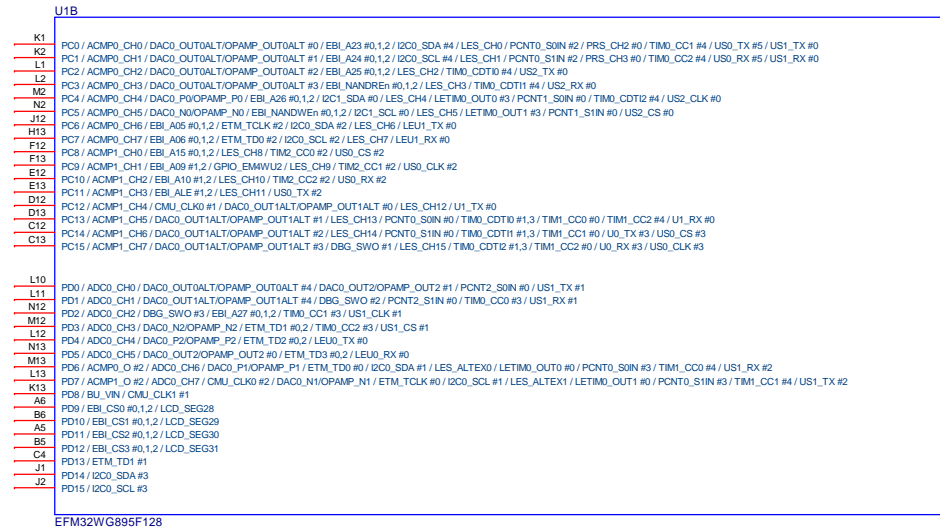 U1B
K1 PC0 / ACMP0_CH0 / DAC0_OUT0ALT/OPAMP_OUT0ALT #0 / EBI_A23 #0,1,2 / I2C0_SDA #4 / LES_CH0 / PCNT0_S0IN #2 / PRS_CH2 #0 / TIM0_CC1 #4 / US0_TX #5 / US1_TX #0
K2 PC1 / ACMP0_CH1 / DAC0_OUT0ALT/OPAMP_OUT0ALT #1 / EBI_A24 #0,1,2 / I2C0_SCL #4 / LES_CH1 / PCNT0_S1IN #2 / PRS_CH3 #0 / TIM0_CC2 #4 / US0_RX #5 / US1_RX #0
L1 PC2 / ACMP0_CH2 / DAC0_OUT0ALT/OPAMP_OUT0ALT #2 / EBI_A25 #0,1,2 / LES_CH2 / TIM0_CDTI0 #4 / US2_TX #0
L2 PC3 / ACMP0_CH3 / DAC0_OUT0ALT/OPAMP_OUT0ALT #3 / EBI_NANDREn #0,1,2 / LES_CH3 / TIM0_CDTI1 #4 / US2_RX #0
M2 PC4 / ACMP0_CH4 / DAC0_P0/OPAMP_P0 / EBI_A26 #0,1,2 / I2C1_SDA #0 / LES_CH4 / LETIM0_OUT0 #3 / PCNT1_S0IN #0 / TIM0_CDTI2 #4 / US2_CLK #0
N2 PC5 / ACMP0_CH5 / DAC0_N0/OPAMP_N0 / EBI_NANDWEn #0,1,2 / I2C1_SCL #0 / LES_CH5 / LETIM0_OUT1 #3 / PCNT1_S1IN #0 / US2_CS #0
J12 PC6 / ACMP0_CH6 / EBI_A05 #0,1,2 / ETM_TCLK #2 / I2C0_SDA #2 / LES_CH6 / LEU1_TX #0
H13 PC7 / ACMP0_CH7 / EBI_A06 #0,1,2 / ETM_TD0 #2 / I2C0_SCL #2 / LES_CH7 / LEU1_RX #0
F12 PC8 / ACMP1_CH0 / EBI_A15 #0,1,2 / LES_CH8 / TIM2_CC0 #2 / US0_CS #2
F13 PC9 / ACMP1_CH1 / EBI_A09 #1,2 / GPIO_EM4WU2 / LES_CH9 / TIM2_CC1 #2 / US0_CLK #2
E12 PC10 / ACMP1_CH2 / EBI_A10 #1,2 / LES_CH10 / TIM2_CC2 #2 / US0_RX #2
E13 PC11 / ACMP1_CH3 / EBI_ALE #1,2 / LES_CH11 / US0_TX #2
D12 PC12 / ACMP1_CH4 / CMU_CLK0 #1 / DAC0_OUT1ALT/OPAMP_OUT1ALT #0 / LES_CH12 / U1_TX #0
D13 PC13 / ACMP1_CH5 / DAC0_OUT1ALT/OPAMP_OUT1ALT #1 / LES_CH13 / PCNT0_S0IN #0 / TIM0_CDTI0 #1,3 / TIM1_CC0 #0 / TIM1_CC2 #4 / U1_RX #0
C12 PC14 / ACMP1_CH6 / DAC0_OUT1ALT/OPAMP_OUT1ALT #2 / LES_CH14 / PCNT0_S1IN #0 / TIM0_CDTI1 #1,3 / TIM1_CC1 #0 / U0_TX #3 / US0_CS #3
C13 PC15 / ACMP1_CH7 / DAC0_OUT1ALT/OPAMP_OUT1ALT #3 / DBG_SWO #1 / LES_CH15 / TIM0_CDTI2 #1,3 / TIM1_CC2 #0 / U0_RX #3 / US0_CLK #3
L10 PD0 / ADC0_CH0 / DAC0_OUT0ALT/OPAMP_OUT0ALT #4 / DAC0_OUT2/OPAMP_OUT2 #1 / PCNT2_S0IN #0 / US1_TX #1
L11 PD1 / ADC0_CH1 / DAC0_OUT1ALT/OPAMP_OUT1ALT #4 / DBG_SWO #2 / PCNT2_S1IN #0 / TIM0_CC0 #3 / US1_RX #1
N12 PD2 / ADC0_CH2 / DBG_SWO #3 / EBI_A27 #0,1,2 / TIM0_CC1 #3 / US1_CLK #1
M12 PD3 / ADC0_CH3 / DAC0_N2/OPAMP_N2 / ETM_TD1 #0,2 / TIM0_CC2 #3 / US1_CS #1
L12 PD4 / ADC0_CH4 / DAC0_P2/OPAMP_P2 / ETM_TD2 #0,2 / LEU0_TX #0
N13 PD5 / ADC0_CH5 / DAC0_OUT2/OPAMP_OUT2 #0 / ETM_TD3 #0,2 / LEU0_RX #0
M13 PD6 / ACMP0_O #2 / ADC0_CH6 / DAC0_P1/OPAMP_P1 / ETM_TD0 #0 / I2C0_SDA #1 / LES_ALTEX0 / LETIM0_OUT0 #0 / PCNT0_S0IN #3 / TIM1_CC0 #4 / US1_RX #2
L13 PD7 / ACMP1_O #2 / ADC0_CH7 / CMU_CLK0 #2 / DAC0_N1/OPAMP_N1 / ETM_TCLK #0 / I2C0_SCL #1 / LES_ALTEX1 / LETIM0_OUT1 #0 / PCNT0_S1IN #3 / TIM1_CC1 #4 / US1_TX #2
K13 PD8 / BU_VIN / CMU_CLK1 #1
A6 PD9 / EBI_CS0 #0,1,2 / LCD_SEG28
B6 PD10 / EBI_CS1 #0,1,2 / LCD_SEG29
A5 PD11 / EBI_CS2 #0,1,2 / LCD_SEG30
B5 PD12 / EBI_CS3 #0,1,2 / LCD_SEG31
C4 PD13 / ETM_TD1 #1
J1 PD14 / I2C0_SDA #3
J2 PD15 / I2C0_SCL #3
EFM32WG895F128